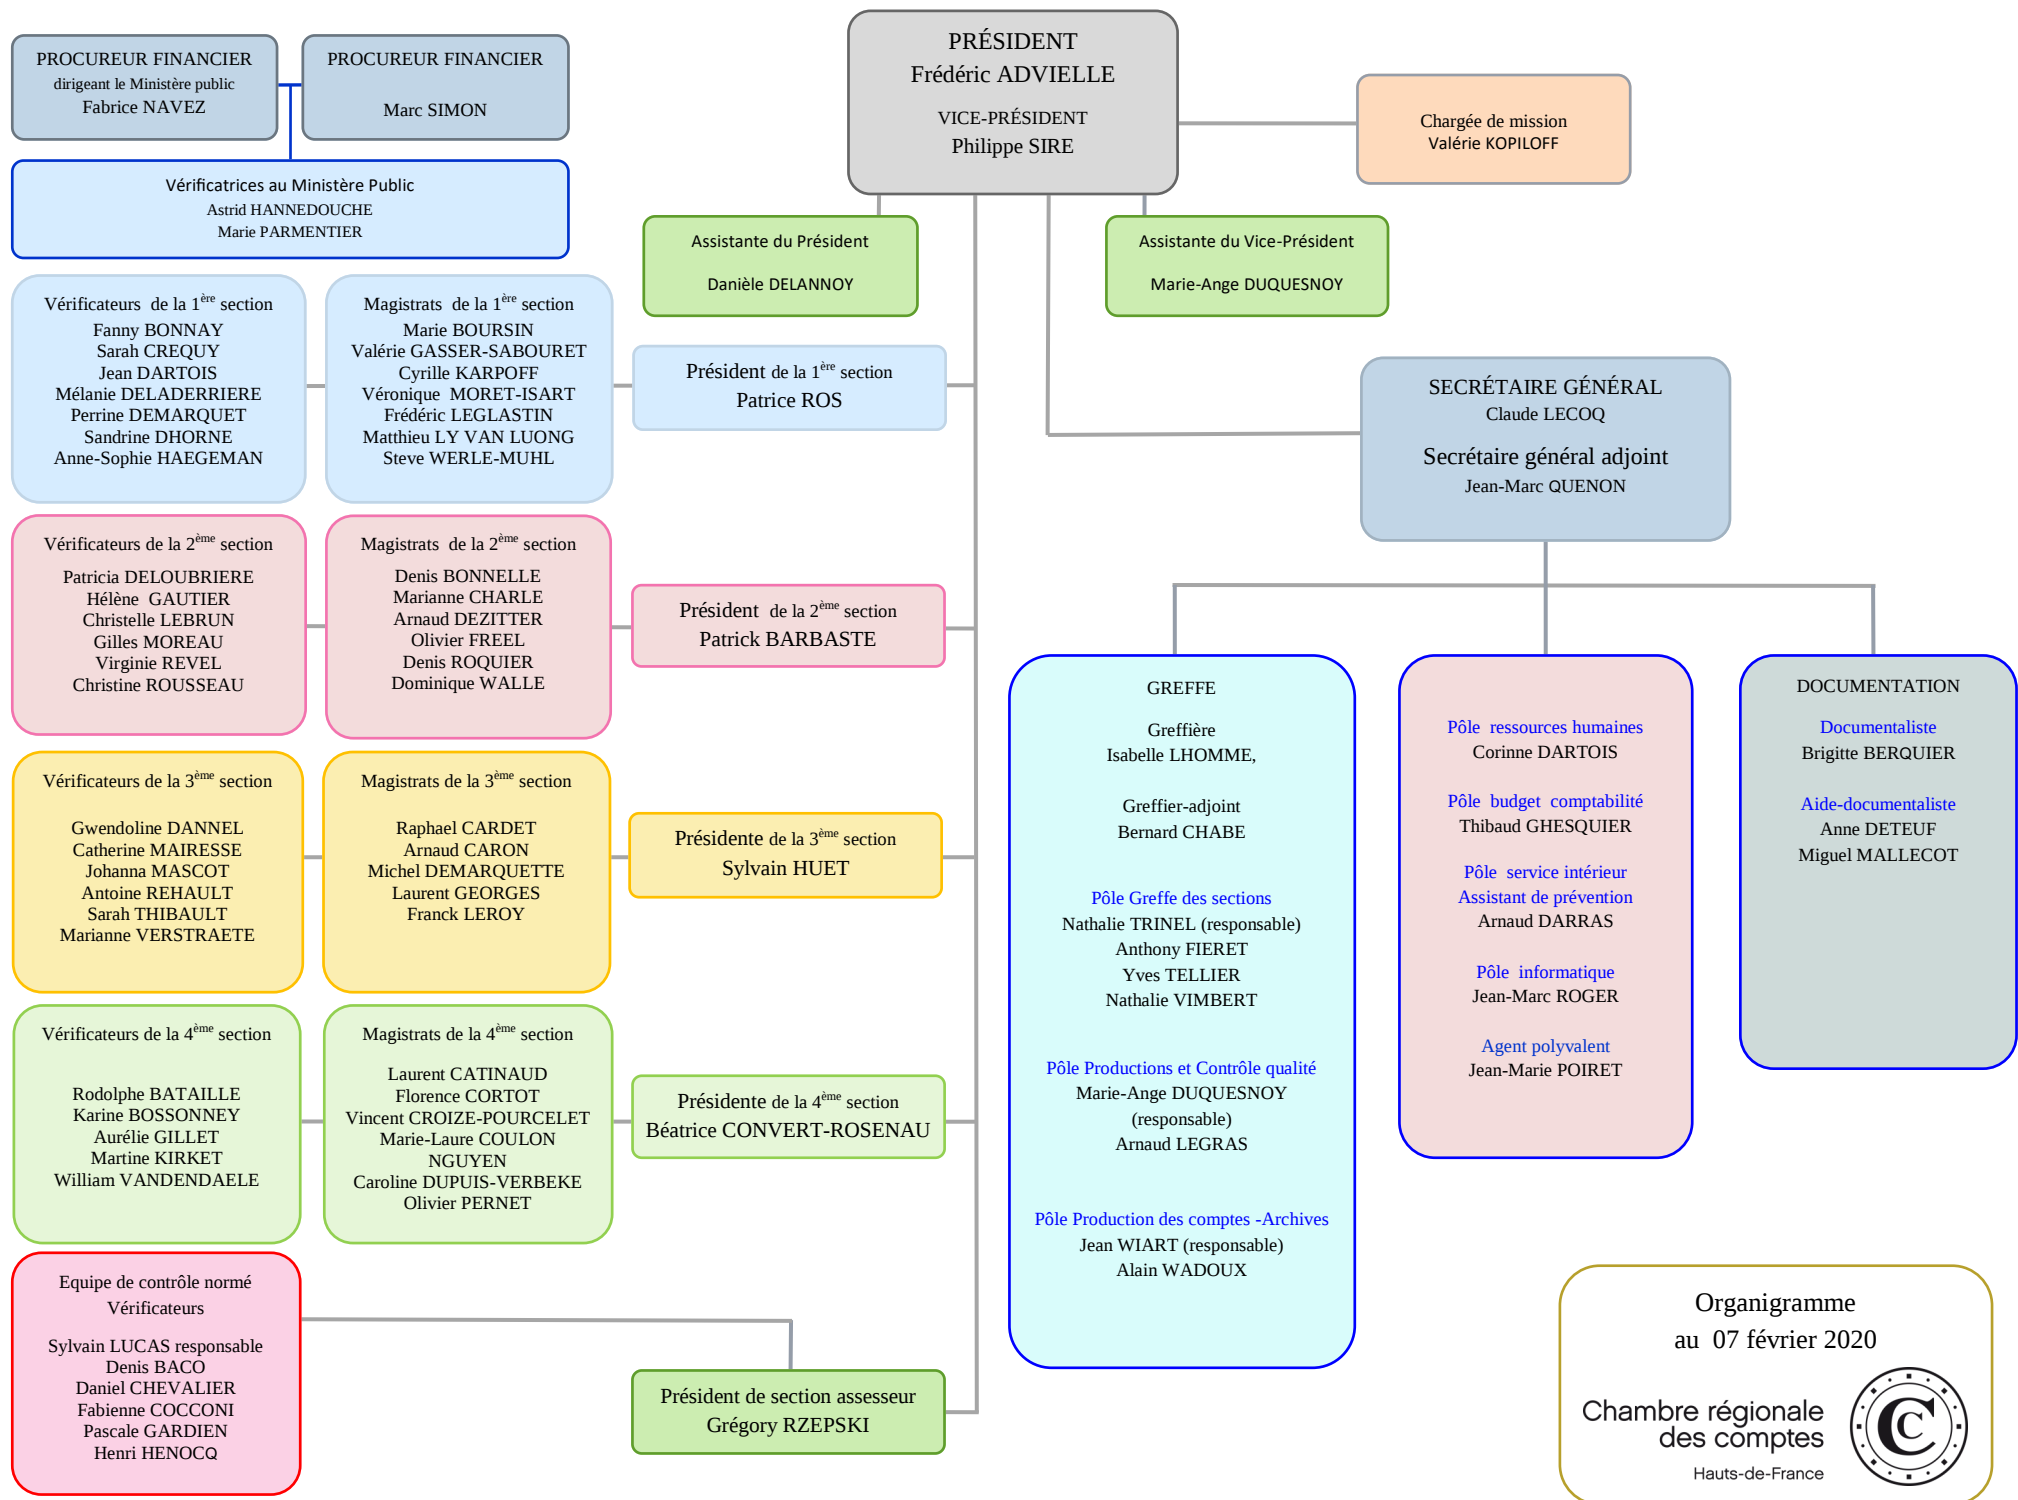 PROCUREUR FINANCIER
dirigeant le Ministère public
Fabrice NAVEZ
PROCUREUR FINANCIER
Marc SIMON
Vérificatrices au Ministère Public
Astrid HANNEDOUCHE
Marie PARMENTIER
PRÉSIDENT
Frédéric ADVIELLE
VICE-PRÉSIDENT
Philippe SIRE
Chargée de mission
Valérie KOPILOFF
Assistante du Président
Danièle DELANNOY
Assistante du Vice-Président
Marie-Ange DUQUESNOY
Vérificateurs de la 1ère section
Fanny BONNAY
Sarah CREQUY
Jean DARTOIS
Mélanie DELADERRIERE
Perrine DEMARQUET
Sandrine DHORNE
Anne-Sophie HAEGEMAN
Magistrats de la 1ère section
Marie BOURSIN
Valérie GASSER-SABOURET
Cyrille KARPOFF
Véronique MORET-ISART
Frédéric LEGLASTIN
Matthieu LY VAN LUONG
Steve WERLE-MUHL
Président de la 1ère section
Patrice ROS
SECRÉTAIRE GÉNÉRAL
Claude LECOQ
Secrétaire général adjoint
Jean-Marc QUENON
Vérificateurs de la 2ème section
Patricia DELOUBRIERE
Hélène GAUTIER
Christelle LEBRUN
Gilles MOREAU
Virginie REVEL
Christine ROUSSEAU
Magistrats de la 2ème section
Denis BONNELLE
Marianne CHARLE
Arnaud DEZITTER
Olivier FREEL
Denis ROQUIER
Dominique WALLE
Président de la 2ème section
Patrick BARBASTE
Vérificateurs de la 3ème section
Gwendoline DANNEL
Catherine MAIRESSE
Johanna MASCOT
Antoine REHAULT
Sarah THIBAULT
Marianne VERSTRAETE
Magistrats de la 3ème section
Raphael CARDET
Arnaud CARON
Michel DEMARQUETTE
Laurent GEORGES
Franck LEROY
Présidente de la 3ème section
Sylvain HUET
Vérificateurs de la 4ème section
Rodolphe BATAILLE
Karine BOSSONNEY
Aurélie GILLET
Martine KIRKET
William VANDENDAELE
Magistrats de la 4ème section
Laurent CATINAUD
Florence CORTOT
Vincent CROIZE-POURCELET
Marie-Laure COULON
NGUYEN
Caroline DUPUIS-VERBEKE
Olivier PERNET
Présidente de la 4ème section
Béatrice CONVERT-ROSENAU
Equipe de contrôle normé
Vérificateurs
Sylvain LUCAS responsable
Denis BACO
Daniel CHEVALIER
Fabienne COCCONI
Pascale GARDIEN
Henri HENOCQ
Président de section assesseur
Grégory RZEPSKI
GREFFE
Greffière
Isabelle LHOMME,
Greffier-adjoint
Bernard CHABE
Pôle Greffe des sections
Nathalie TRINEL (responsable)
Anthony FIERET
Yves TELLIER
Nathalie VIMBERT
Pôle Productions et Contrôle qualité
Marie-Ange DUQUESNOY
(responsable)
Arnaud LEGRAS
Pôle Production des comptes -Archives
Jean WIART (responsable)
Alain WADOUX
Pôle ressources humaines
Corinne DARTOIS
Pôle budget comptabilité
Thibaud GHESQUIER
Pôle service intérieur
Assistant de prévention
Arnaud DARRAS
Pôle informatique
Jean-Marc ROGER
Agent polyvalent
Jean-Marie POIRET
DOCUMENTATION
Documentaliste
Brigitte BERQUIER
Aide-documentaliste
Anne DETEUF
Miguel MALLECOT
Organigramme
au 07 février 2020
Chambre régionale
des comptes
Hauts-de-France
CC